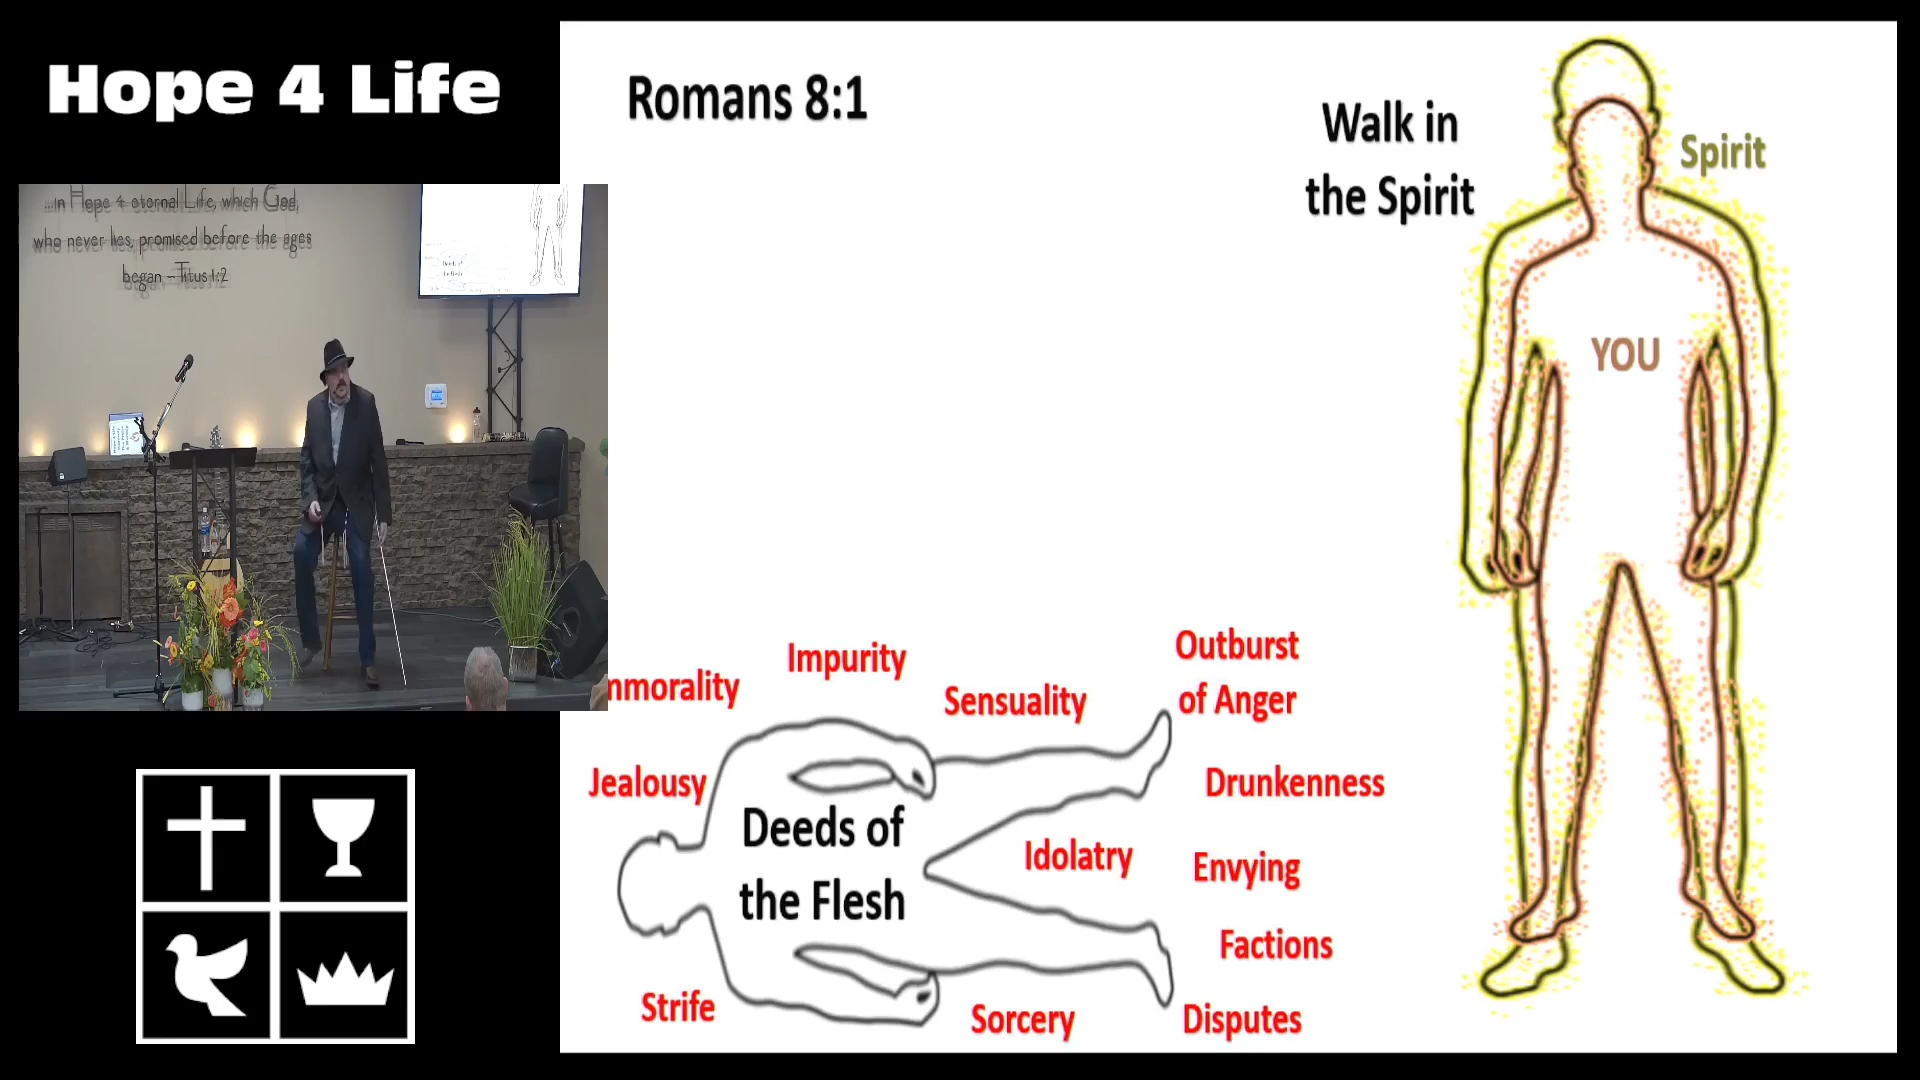 Hope 4 Life
...in Hope 4 eternal Life, which God,
who never lies, promised before the ages
began - Titus 1:2
Romans 8:1
Walk in
the Spirit
Spirit
YOU
mmorality
Impurity
Sensuality
Outburst
of Anger
Jealousy
Deeds of
the Flesh
Drunkenness
Idolatry
Envying
Factions
Strife
Sorcery
Disputes